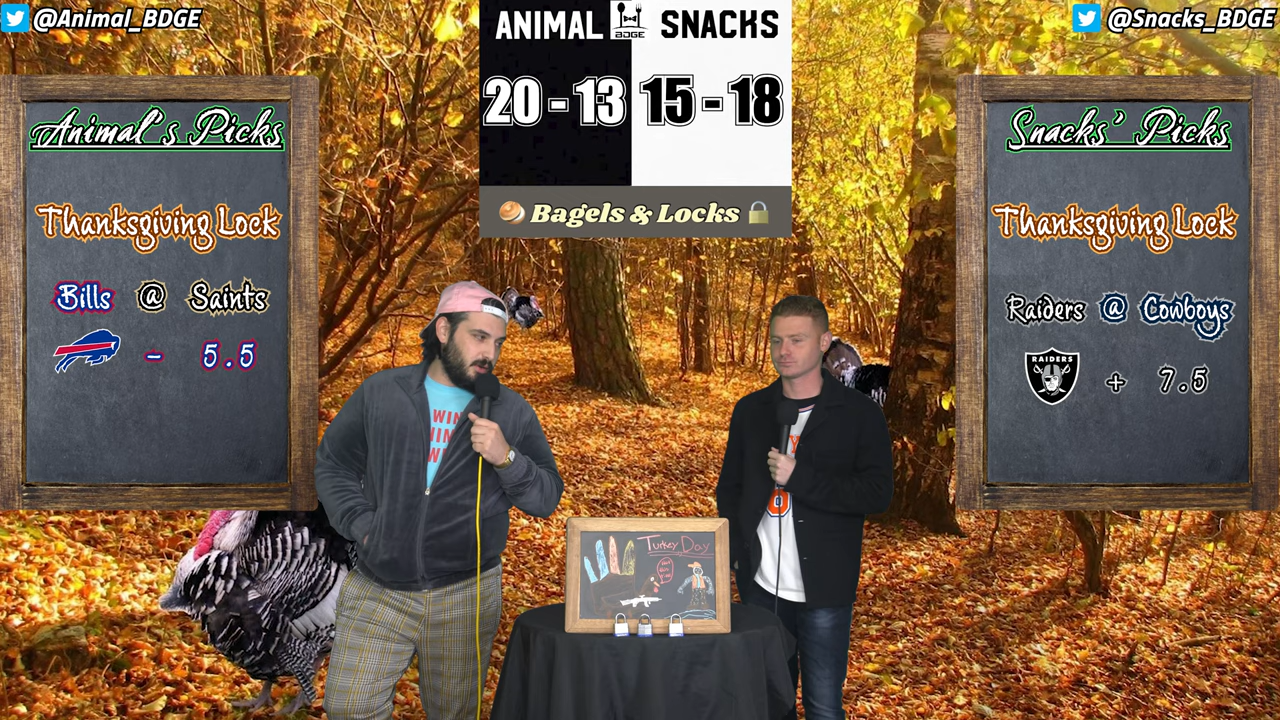 @Animal_BDGE
@Snacks_BDGE
ANIMAL
BDGE
SNACKS
20 - 13
15 - 18
Bagels & Locks
Animal's Picks
Thanksgiving Lock
Bills @ Saints
- 5.5
Snacks' Picks
Thanksgiving Lock
Raiders @ Cowboys
RAIDERS
+ 7.5
WIN
Turkey Day